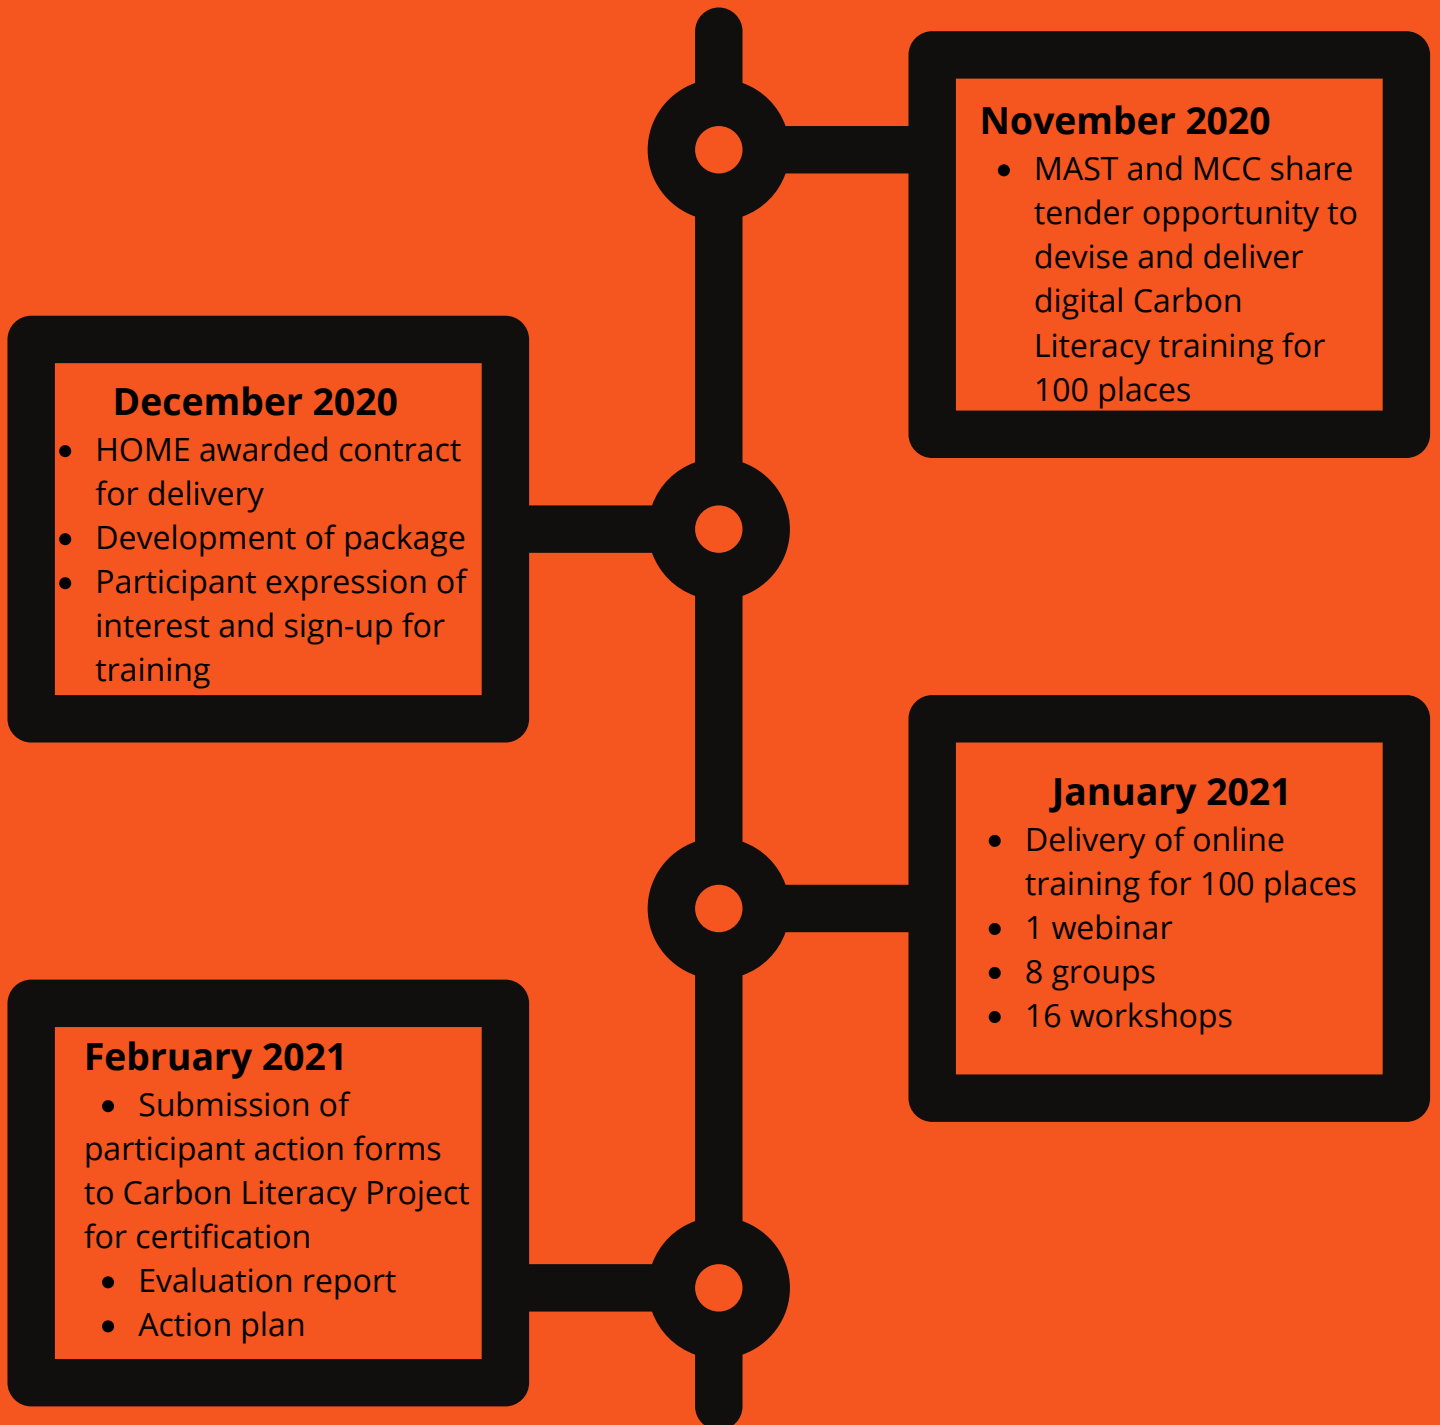 November 2020
• MAST and MCC share
tender opportunity to
devise and deliver
digital Carbon
Literacy training for
100 places
December 2020
• HOME awarded contract
for delivery
• Development of package
• Participant expression of
interest and sign-up for
training
January 2021
• Delivery of online
training for 100 places
• 1 webinar
• 8 groups
• 16 workshops
February 2021
• Submission of
participant action forms
to Carbon Literacy Project
for certification
• Evaluation report
• Action plan